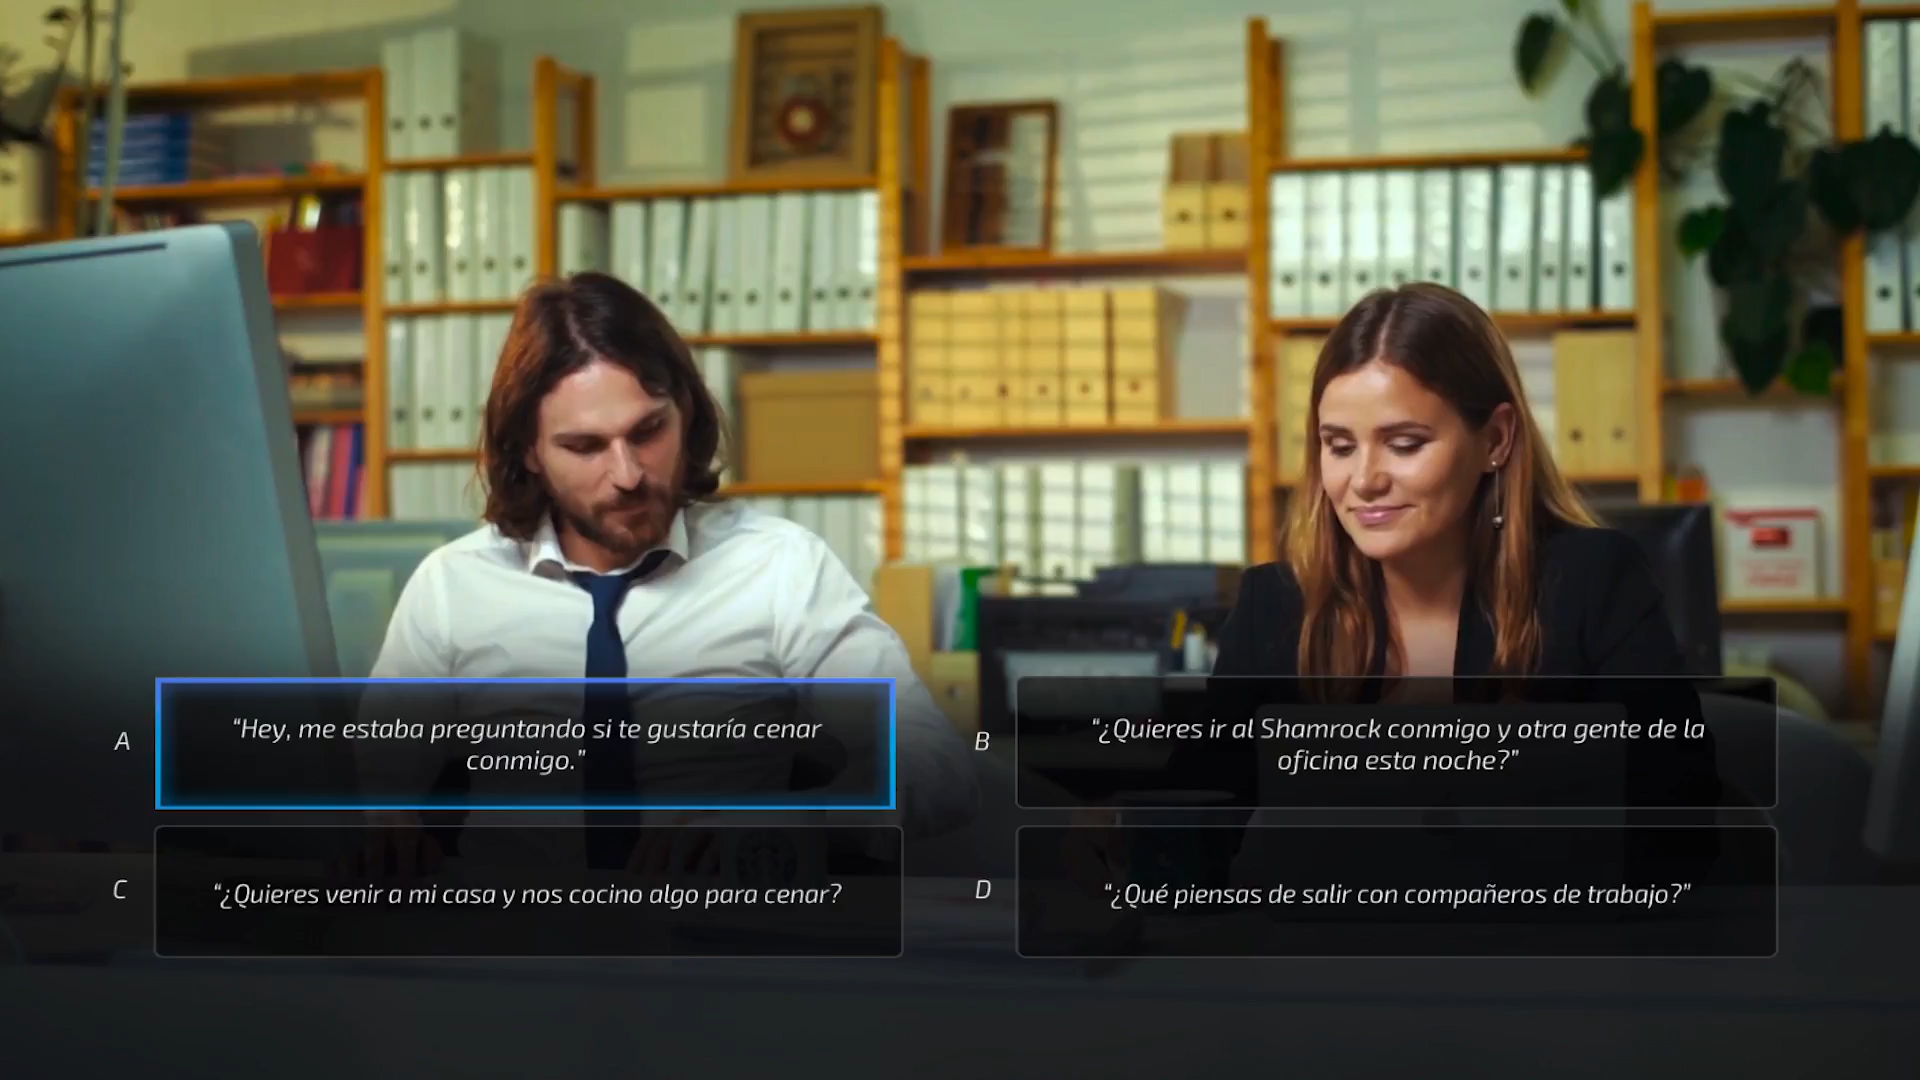 A
“Hey, me estaba preguntando si te gustaría cenar
conmigo.”
B
“¿Quieres ir al Shamrock conmigo y otra gente de la
oficina esta noche?”
C
“¿Quieres venir a mi casa y nos cocino algo para cenar?
D
“¿Qué piensas de salir con compañeros de trabajo?”